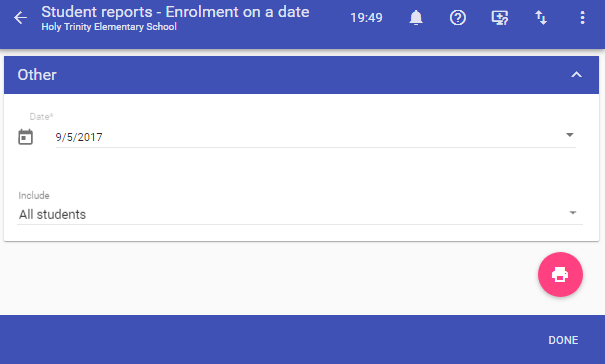 Student reports - Enrolment on a date
Holy Trinity Elementary School
19:49
Other
Date*
9/5/2017
Include
All students
DONE